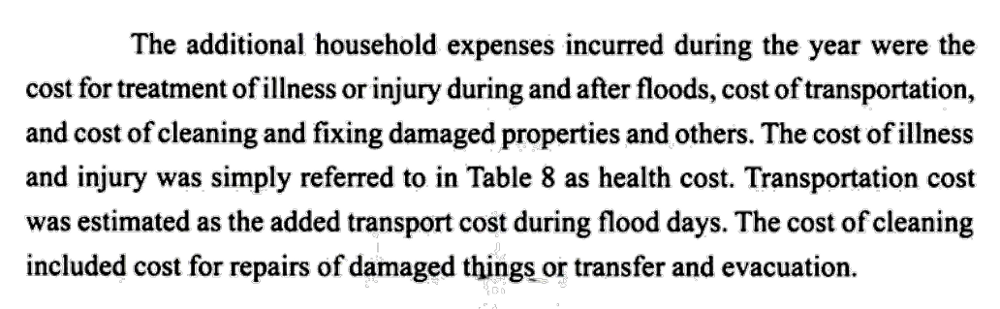 The additional household expenses incurred during the year were the
cost for treatment of illness or injury during and after floods, cost of transportation,
and cost of cleaning and fixing damaged properties and others. The cost of illness
and injury was simply referred to in Table 8 as health cost. Transportation cost
was estimated as the added transport cost during flood days. The cost of cleaning
included cost for repairs of damaged things or transfer and evacuation.